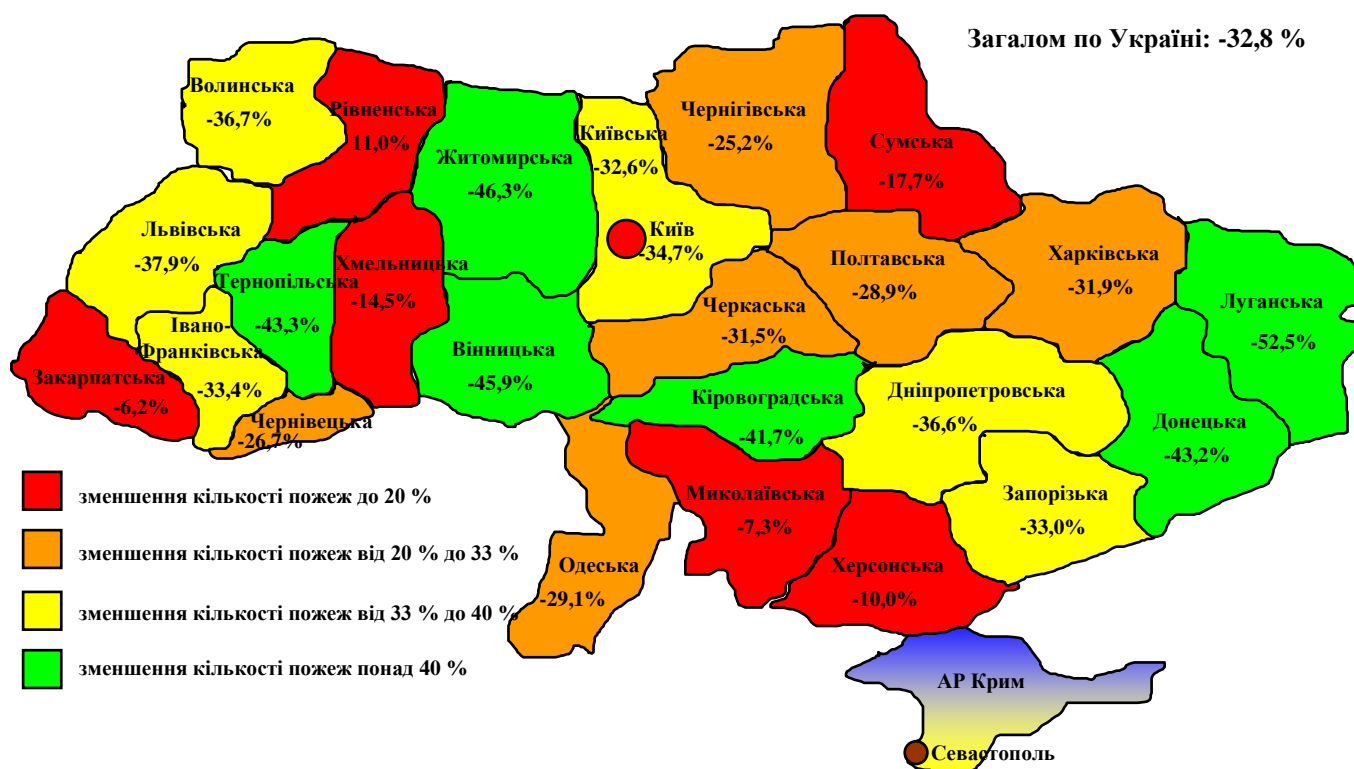 Загалом по Україні: -32,8 %
Волинська
-36,7%
Рівненська
11,0%
Житомирська
-46,3%
Київська
-32,6%
Чернігівська
-25,2%
Сумська
-17,7%
Львівська
-37,9%
Тернопільська
-43,3%
Хмельницька
-14,5%
Київ
-34,7%
Полтавська
-28,9%
Харківська
-31,9%
Луганська
-52,5%
Закарпатська
-6,2%
Івано-
Франківська
-33,4%
Чернівецька
-26,7%
Вінницька
-45,9%
Черкаська
-31,5%
Кіровоградська
-41,7%
Дніпропетровська
-36,6%
Донецька
-43,2%
Миколаївська
-7,3%
Запорізька
-33,0%
Одеська
-29,1%
Херсонська
-10,0%
АР Крим
Севастополь
зменшення кількості пожеж до 20 %
зменшення кількості пожеж від 20 % до 33 %
зменшення кількості пожеж від 33 % до 40 %
зменшення кількості пожеж понад 40 %